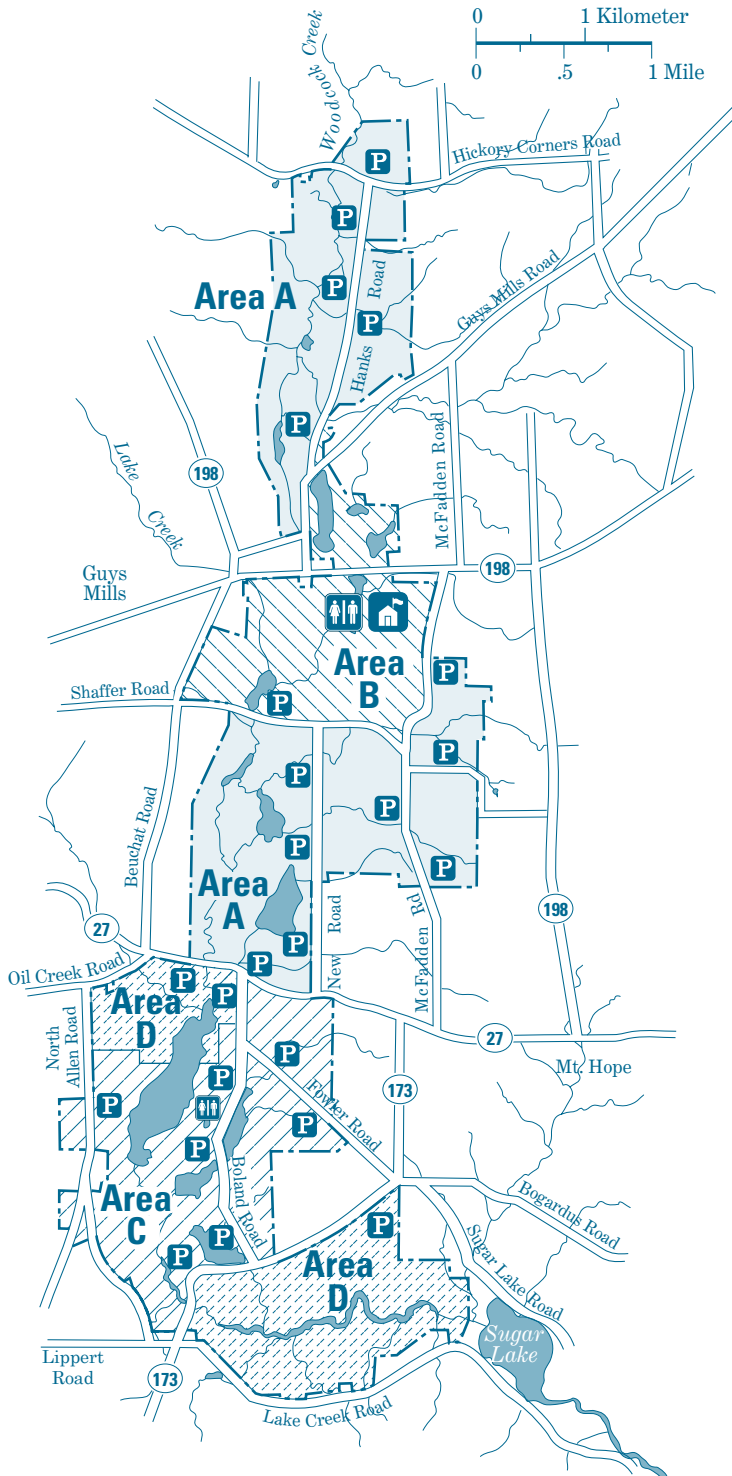 0 1 Kilometer
0 .5 1 Mile
Woodcock Creek
P
Hickory Corners Road
P
Area A
P
P
Hanks Road
Guys Mills Road
P
McFadden Road
Lake Creek
198
Guys
Mills
198
Area
B
P
Shaffer Road
P
P
P
P
Beuchat Road
P
P
Area
A
New Road
McFadden Rd
198
27
P
P
Oil Creek Road
P
P
Area
D
North
Allen Road
27
Mt. Hope
P
P
P
Fowler Road
173
P
P
Boland Road
Area
C
Bogardus Road
P
P
P
Sugar Lake Road
Area
D
Sugar
Lake
Lippert
Road
173
Lake Creek Road